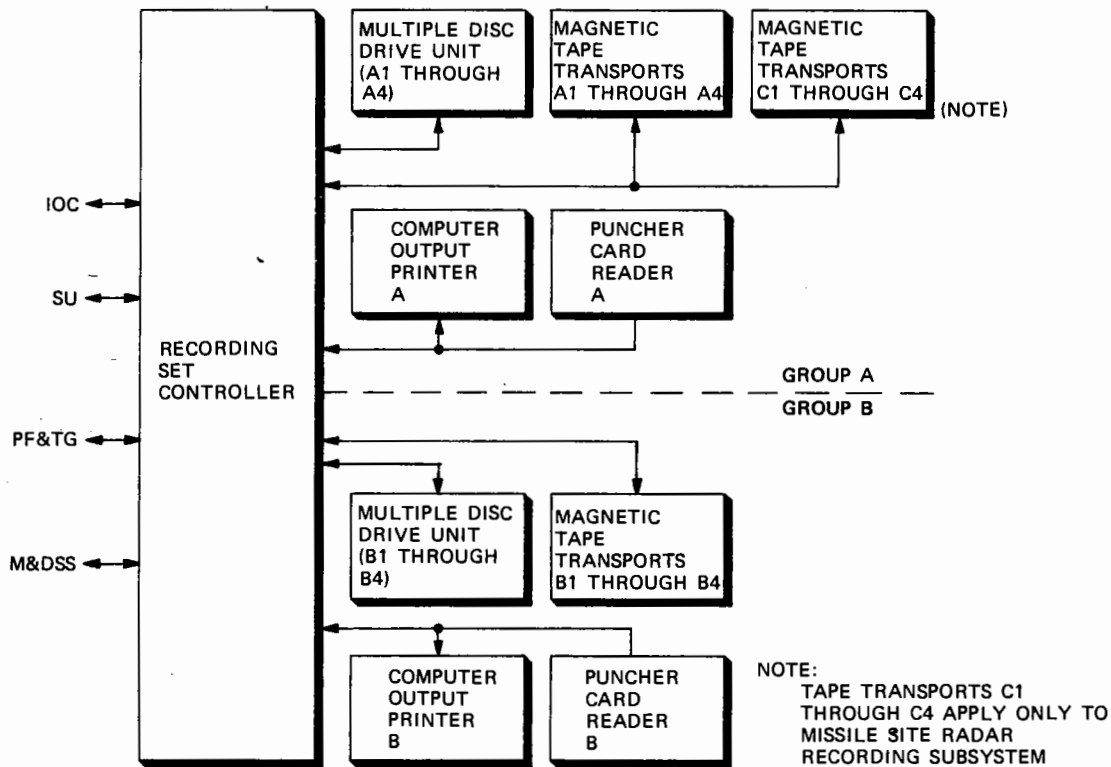 MULTIPLE DISC
DRIVE UNIT
(A1 THROUGH
A4)
MAGNETIC
TAPE
TRANSPORTS
A1 THROUGH A4
MAGNETIC
TAPE
TRANSPORTS
C1 THROUGH C4
(NOTE)
IOC
SU
PF&TG
M&DSS
RECORDING
SET
CONTROLLER
COMPUTER
OUTPUT
PRINTER
A
PUNCHER
CARD
READER
A
GROUP A
GROUP B
MULTIPLE DISC
DRIVE UNIT
(B1 THROUGH
B4)
MAGNETIC
TAPE
TRANSPORTS
B1 THROUGH B4
COMPUTER
OUTPUT
PRINTER
B
PUNCHER
CARD
READER
B
NOTE:
TAPE TRANSPORTS C1
THROUGH C4 APPLY ONLY TO
MISSILE SITE RADAR
RECORDING SUBSYSTEM